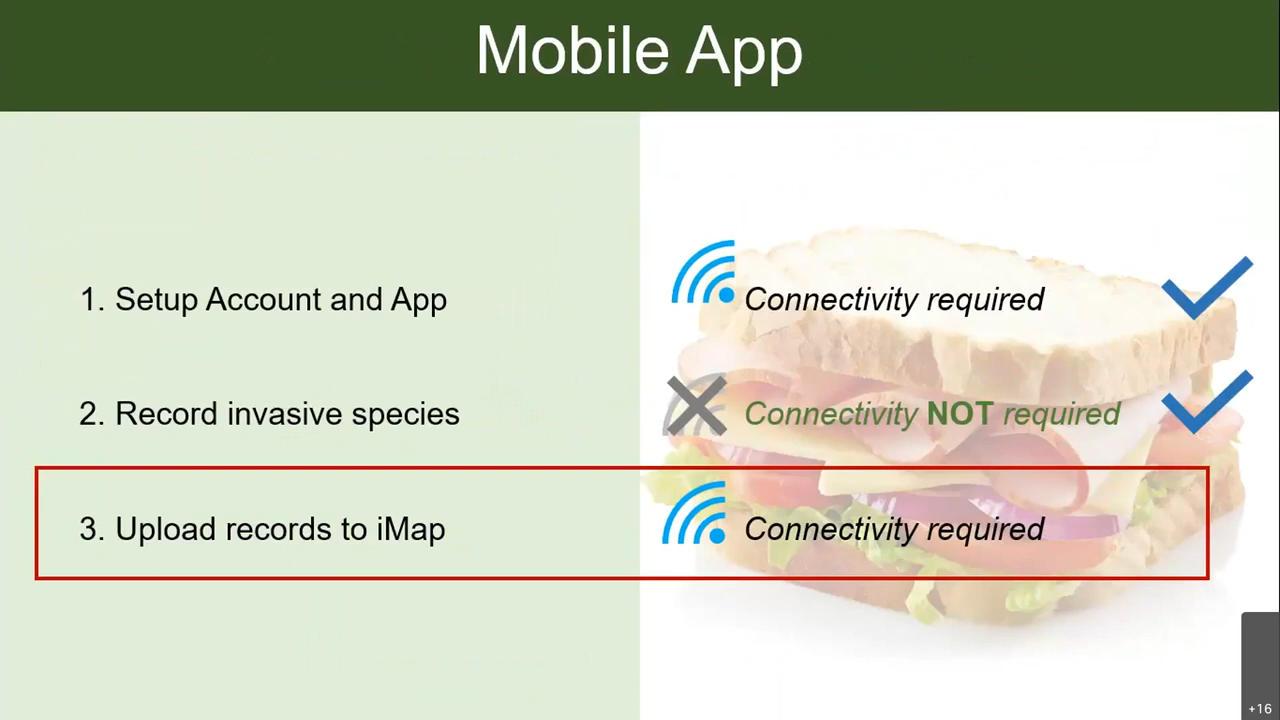 Mobile App
1. Setup Account and App
Connectivity required
2. Record invasive species
Connectivity NOT required
3. Upload records to iMap
Connectivity required
+16